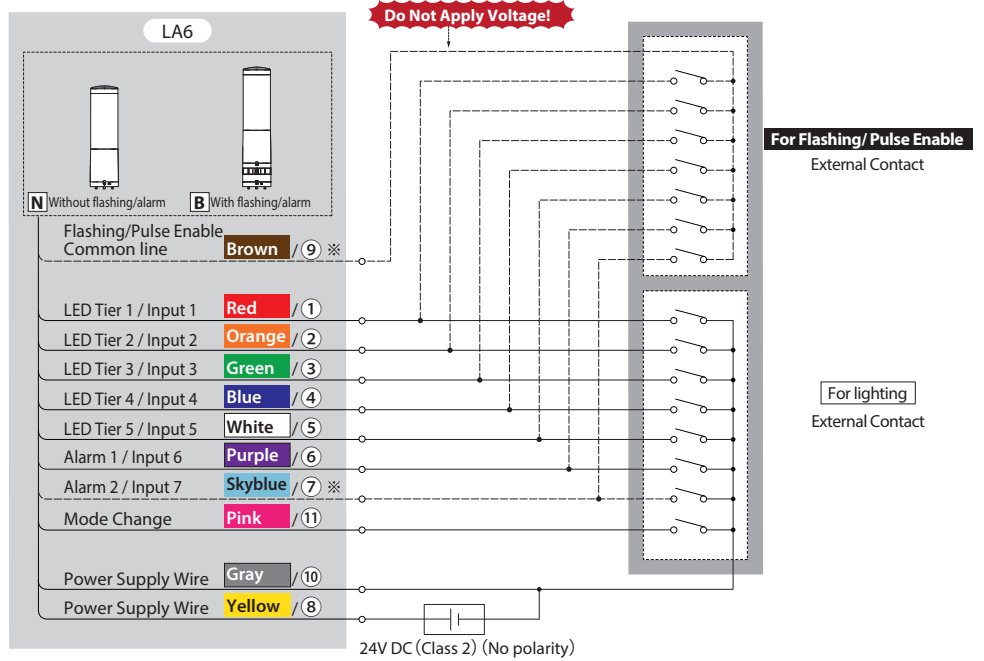 Do Not Apply Voltage!
LA6
N Without flashing/alarm
B With flashing/alarm
Flashing/Pulse Enable
Common line Brown / ⑨ ※
LED Tier 1 / Input 1 Red / ①
LED Tier 2 / Input 2 Orange / ②
LED Tier 3 / Input 3 Green / ③
LED Tier 4 / Input 4 Blue / ④
LED Tier 5 / Input 5 White / ⑤
Alarm 1 / Input 6 Purple / ⑥
Alarm 2 / Input 7 Skyblue / ⑦ ※
Mode Change Pink / ⑪
Power Supply Wire Gray / ⑩
Power Supply Wire Yellow / ⑧
24V DC (Class 2) (No polarity)
For Flashing/ Pulse Enable
External Contact
For lighting
External Contact